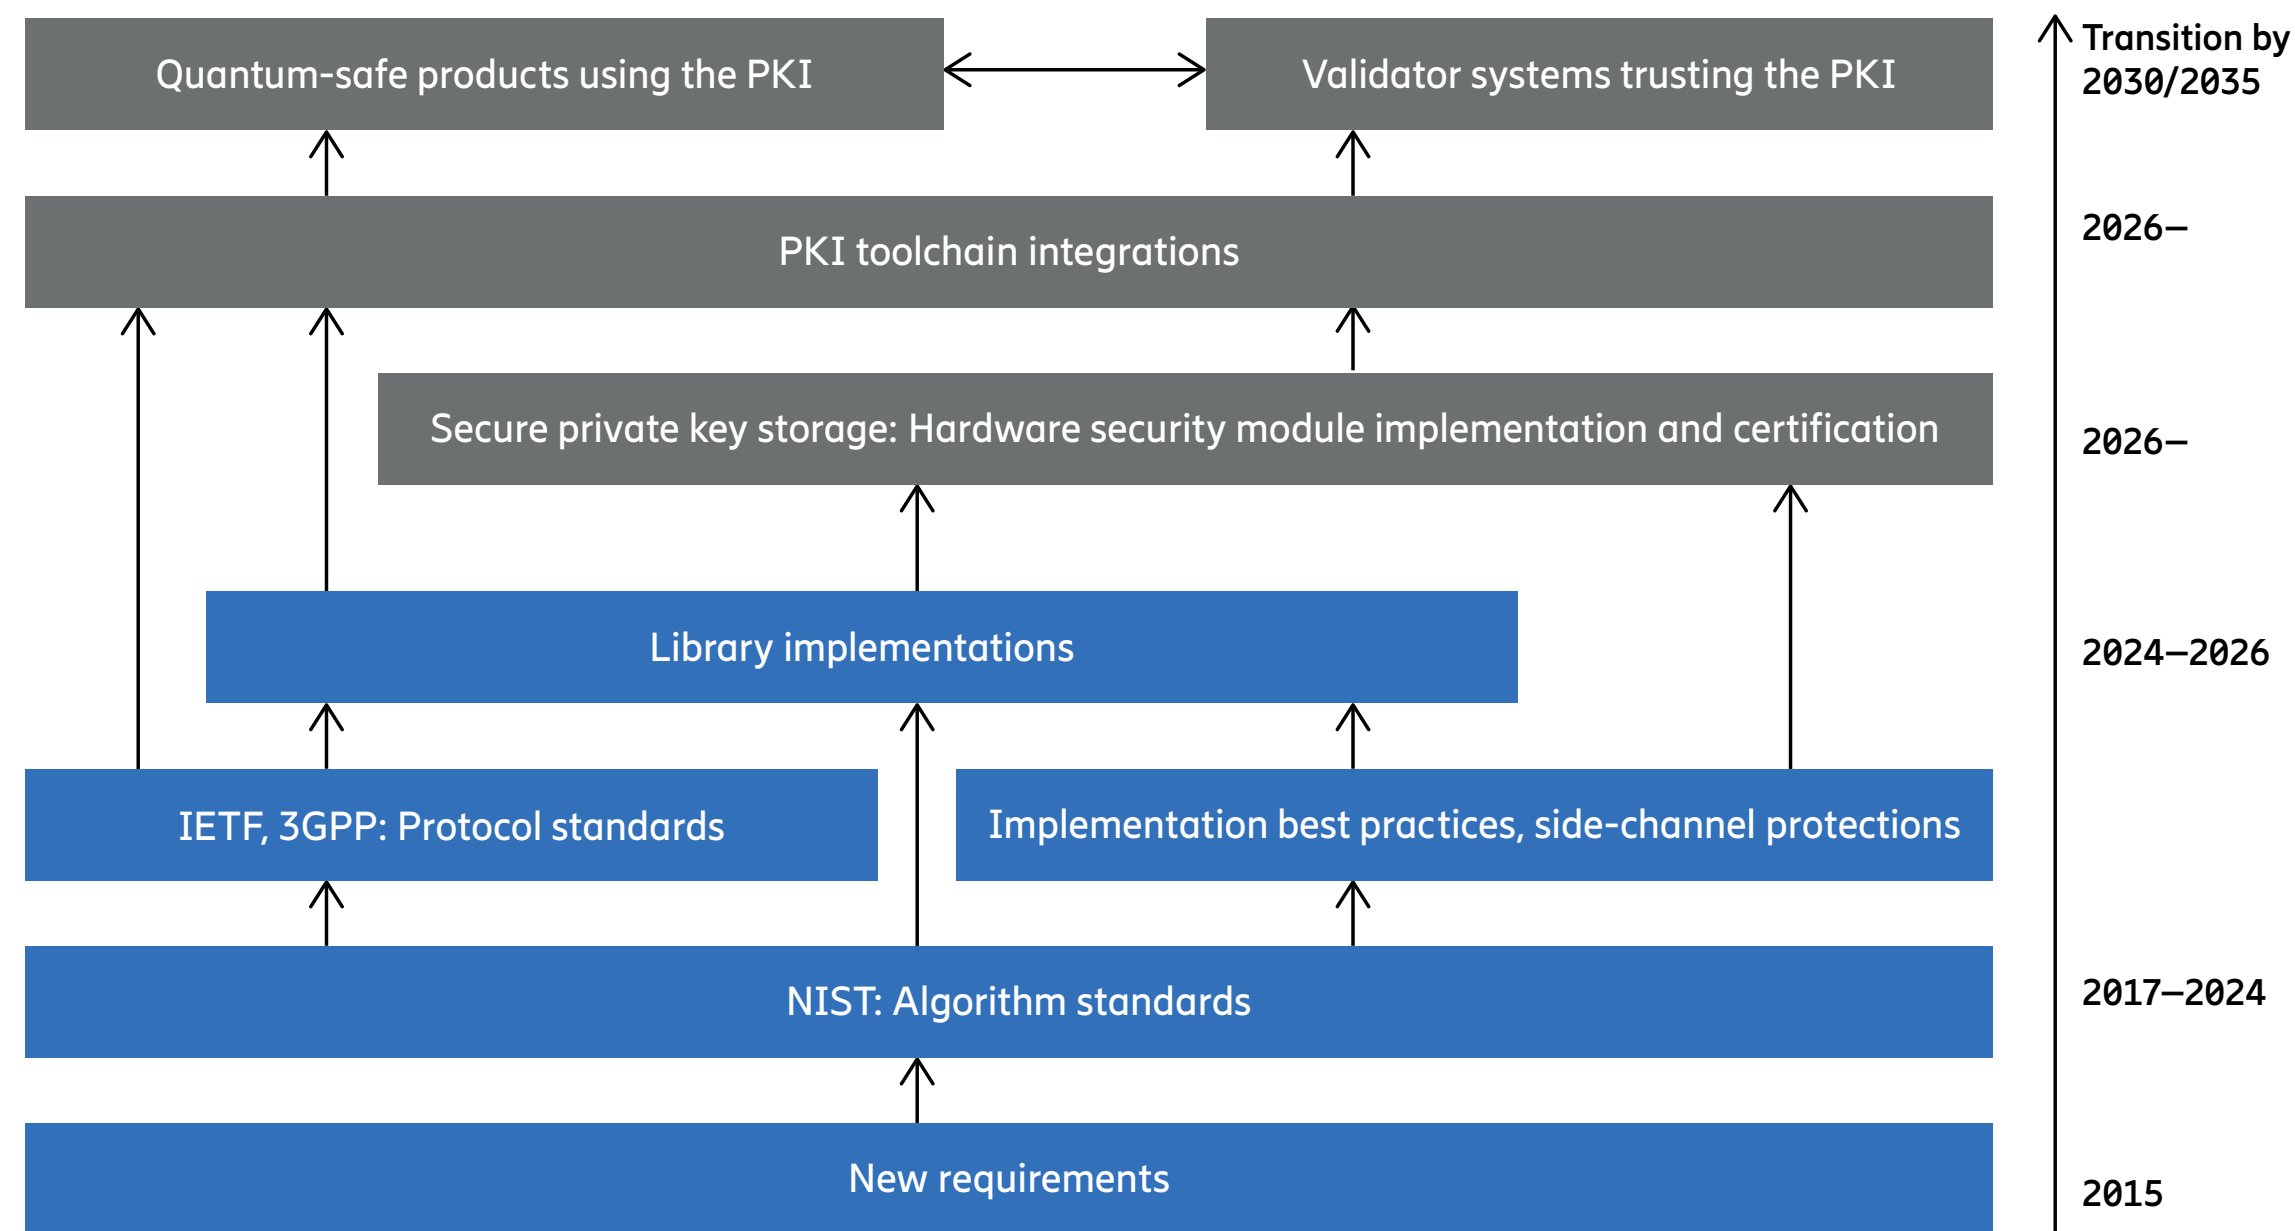 Quantum-safe products using the PKI
Validator systems trusting the PKI
Transition by
2030/2035
PKI toolchain integrations
2026–
Secure private key storage: Hardware security module implementation and certification
2026–
Library implementations
2024–2026
IETF, 3GPP: Protocol standards
Implementation best practices, side-channel protections
NIST: Algorithm standards
2017–2024
New requirements
2015